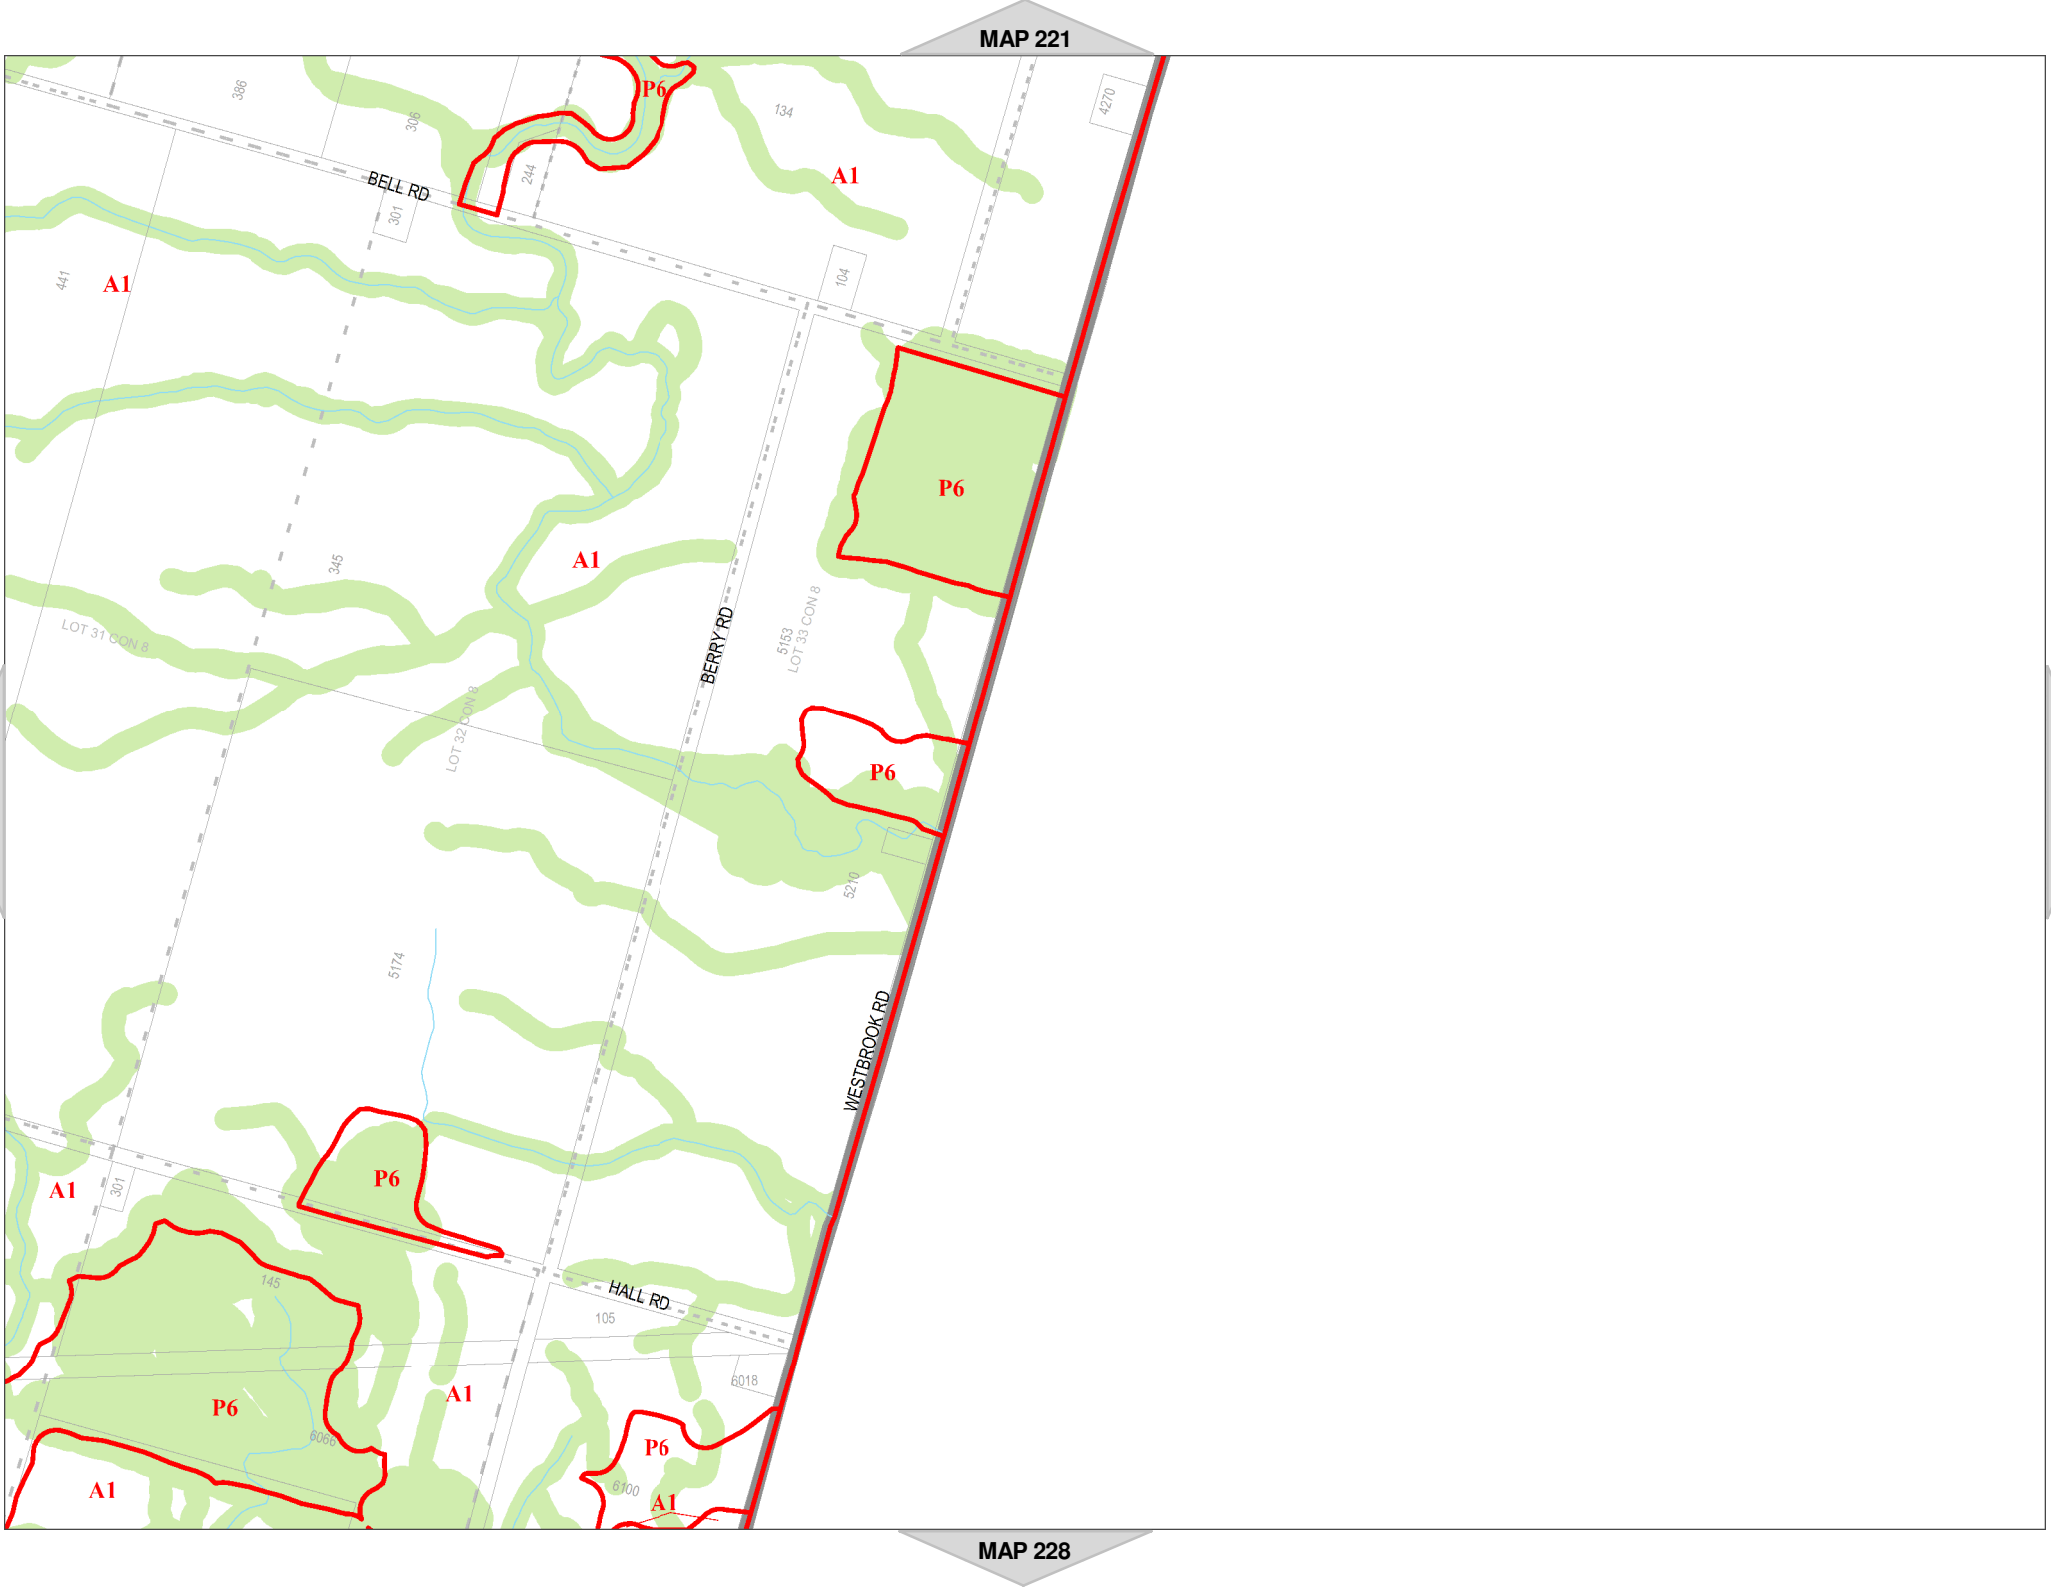 MAP 221
386
306
P6
134
4270
A1
244
BELL RD
301
441
A1
104
P6
A1
345
5153
LOT 33 CON 8
LOT 31 CON 8
BERRY RD
LOT 32 CON 8
P6
5210
5174
WESTBROOK RD
P6
A1
301
145
HALL RD
105
6018
A1
P6
6066
P6
6100
A1
A1
MAP 228